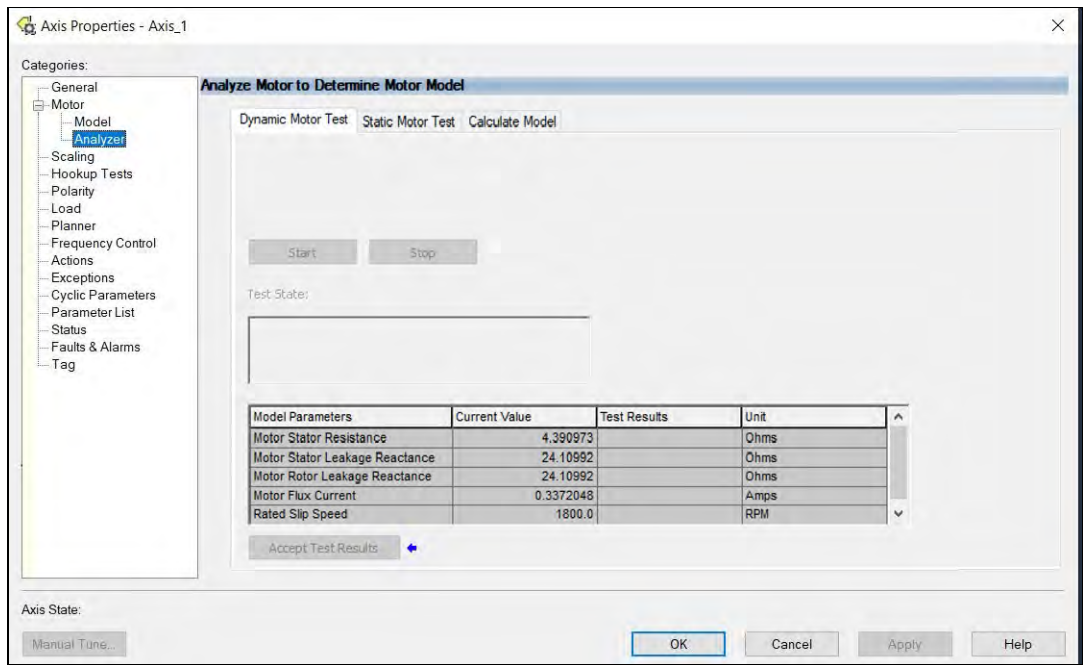 Axis Properties - Axis_1
Categories:
General
Motor
Model
Analyzer
Scaling
Hookup Tests
Polarity
Load
Planner
Frequency Control
Actions
Exceptions
Cyclic Parameters
Parameter List
Status
Faults & Alarms
Tag
Analyze Motor to Determine Motor Model
Dynamic Motor Test Static Motor Test Calculate Model
Start Stop
Test State:
Model Parameters Current Value Test Results Unit
Motor Stator Resistance 4.390973 Ohms
Motor Stator Leakage Reactance 24.10992 Ohms
Motor Rotor Leakage Reactance 24.10992 Ohms
Motor Flux Current 0.3372048 Amps
Rated Slip Speed 1800.0 RPM
Accept Test Results
Axis State:
Manual Tune... OK Cancel Apply Help